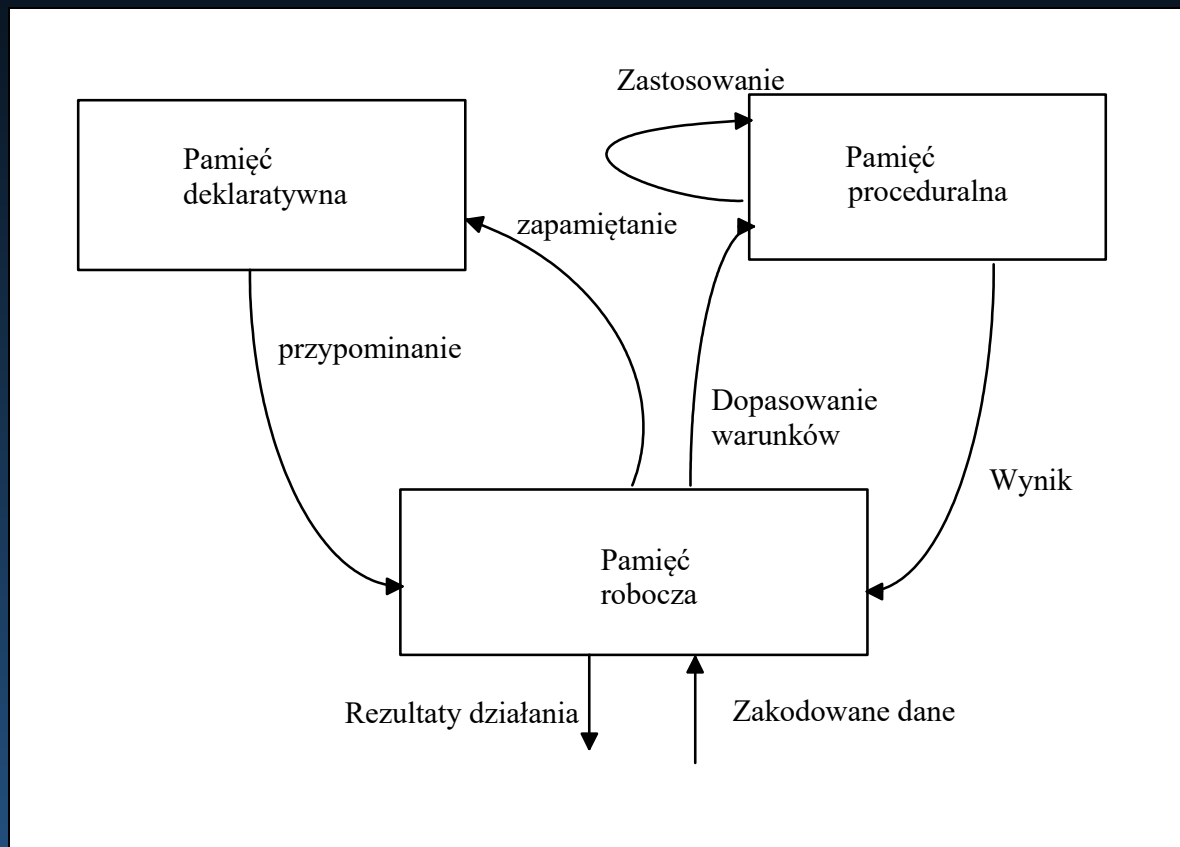 Zastosowanie
Pamięć
deklaratywna
Pamięć
proceduralna
zapamiętanie
przypominanie
Dopasowanie
warunków
Wynik
Pamięć
robocza
Rezultaty działania
Zakodowane dane